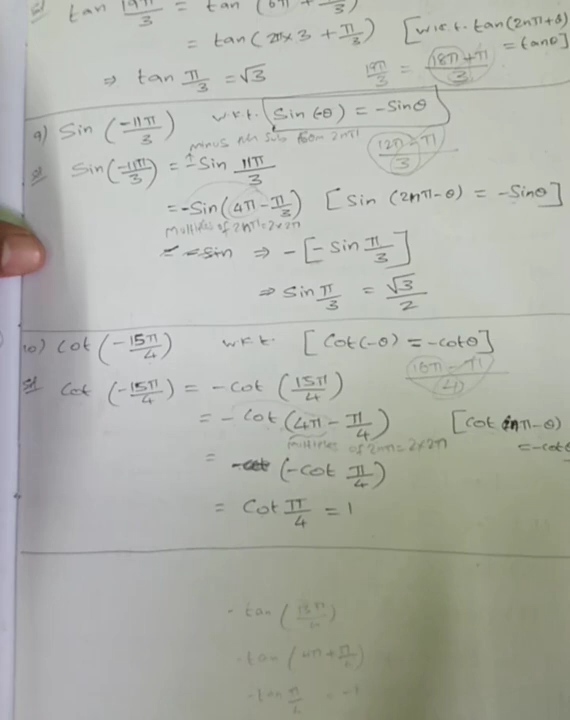 tan 19π/3 = tan (6π + π/3)
= tan(2π×3 + π/3) [w.k.t. tan(2nπ+θ) = tanθ]
⇒ tan π/3 = √3 19π/3 = 18π+π/3
9) Sin (-11π/3) w.k.t. Sin(-θ) = -Sinθ
12π-π/3
Sol Sin(-11π/3) = -Sin 11π/3
= -Sin(4π - π/3) [Sin (2nπ-θ) = -Sinθ]
multiples of 2nπ=2×2π
⇒ -[-Sin π/3]
⇒ Sin π/3 = √3/2
10) Cot (-15π/4) w.k.t. [Cot(-θ) = -cotθ]
Sol Cot (-15π/4) = -Cot (15π/4) 16π-π/4
= -Cot (4π - π/4) [Cot 2nπ-θ)
multiples of 2nπ=2×2π = -cotθ
= - (-Cot π/4)
= Cot π/4 = 1